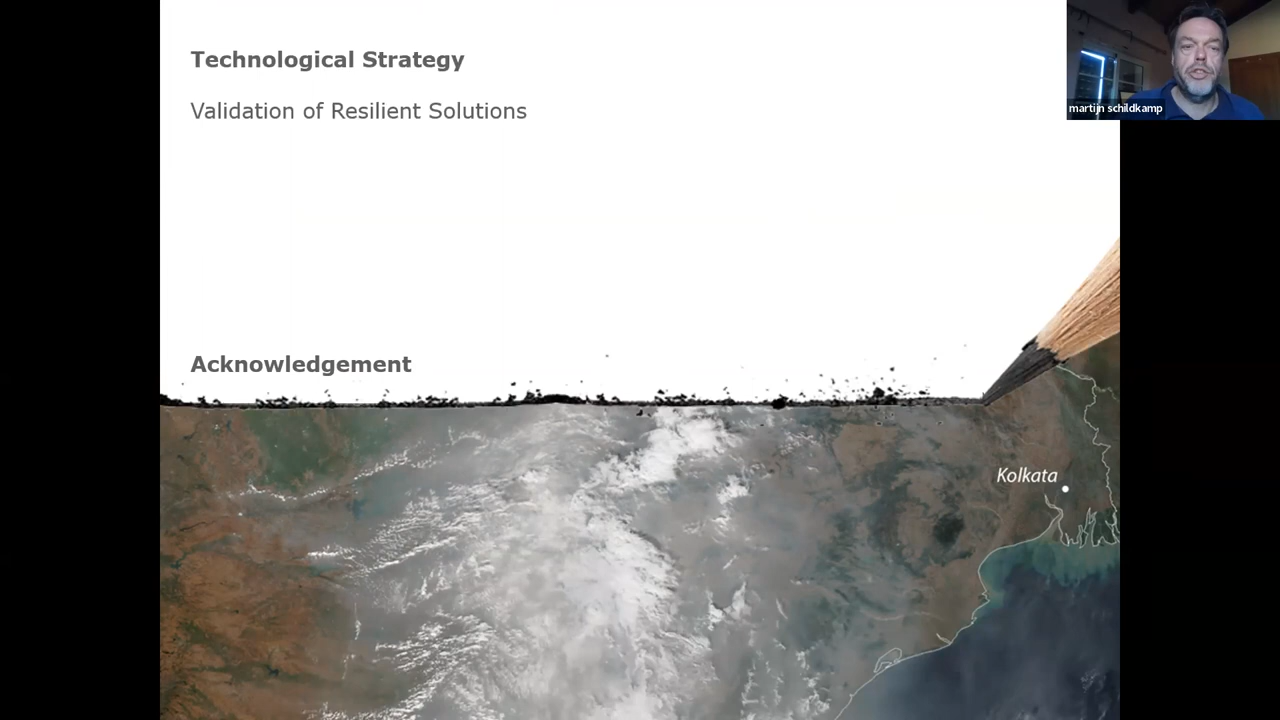 Technological Strategy
martijn schildkamp
Validation of Resilient Solutions
Acknowledgement
Kolkata